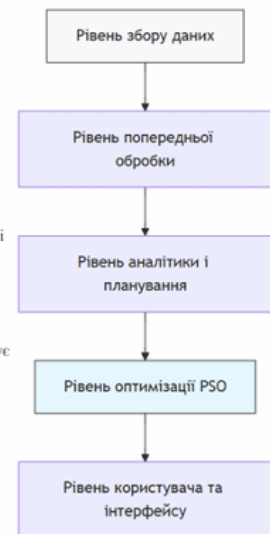 Рівень збору даних
Рівень попередньої
обробки
і
Рівень аналітики і
планування
Рівень оптимізації PSO
Рівень користувача та
інтерфейсу